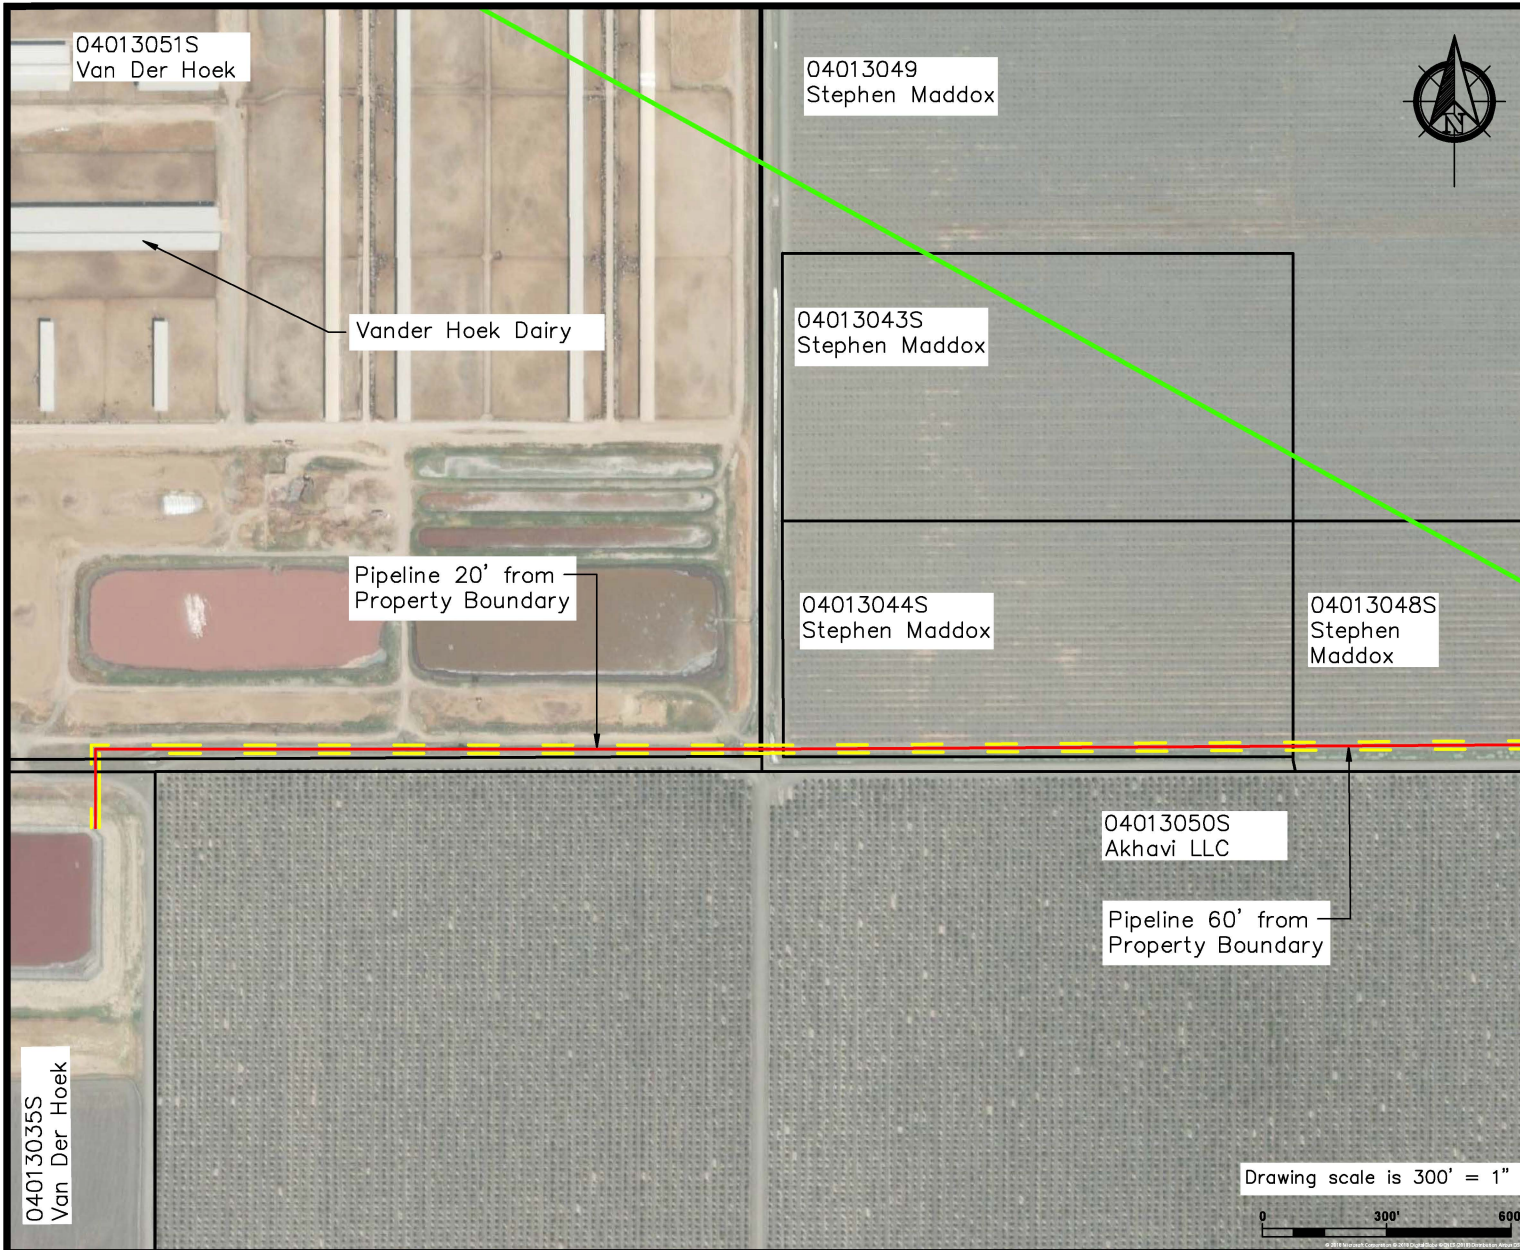 04013051S
Van Der Hoek
04013049
Stephen Maddox
N
04013043S
Stephen Maddox
Vander Hoek Dairy
Pipeline 20' from
Property Boundary
04013044S
Stephen Maddox
04013048S
Stephen
Maddox
04013050S
Akhavi LLC
Pipeline 60' from
Property Boundary
04013035S
Van Der Hoek
Drawing scale is 300' = 1"
0 300' 600